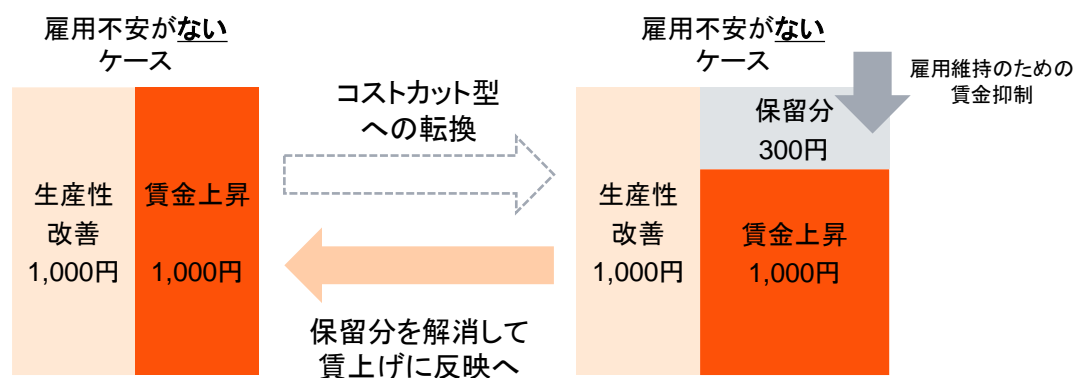 雇用不安がない
ケース
生産性
改善
1,000円
賃金上昇
1,000円
コストカット型
への転換
保留分を解消して
賃上げに反映へ
雇用不安がない
ケース
雇用維持のための
賃金抑制
保留分
300円
生産性
改善
1,000円
賃金上昇
1,000円